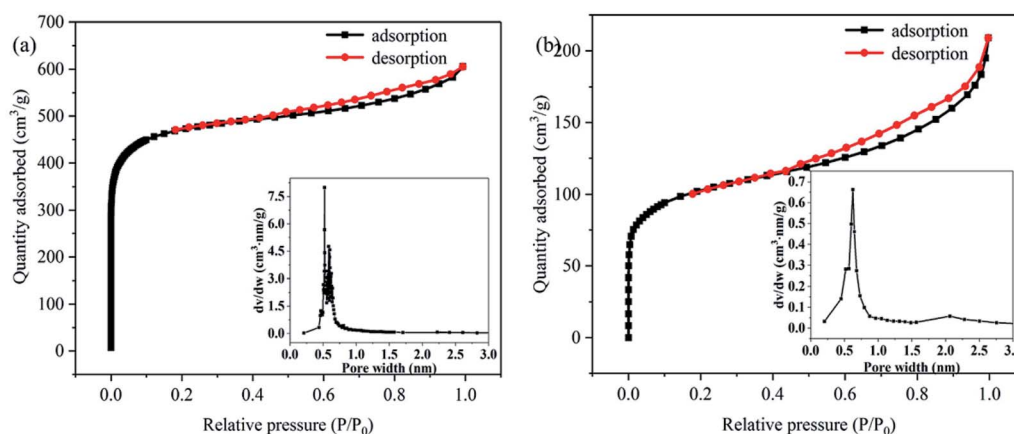 (a)
adsorption
desorption
Quantity adsorbed (cm³/g)
700
600
500
400
300
200
100
0
0.0 0.2 0.4 0.6 0.8 1.0
Relative pressure (P/P₀)
dv/dw (cm³·nm/g)
9.0
7.5
6.0
4.5
3.0
1.5
0.0
0.0 0.5 1.0 1.5 2.0 2.5 3.0
Pore width (nm)
(b)
adsorption
desorption
Quantity adsorbed (cm³/g)
200
150
100
50
0
0.0 0.2 0.4 0.6 0.8 1.0
Relative pressure (P/P₀)
dv/dw (cm³·nm/g)
0.7
0.6
0.5
0.4
0.3
0.2
0.1
0.0
0.0 0.5 1.0 1.5 2.0 2.5 3.0
Pore width (nm)